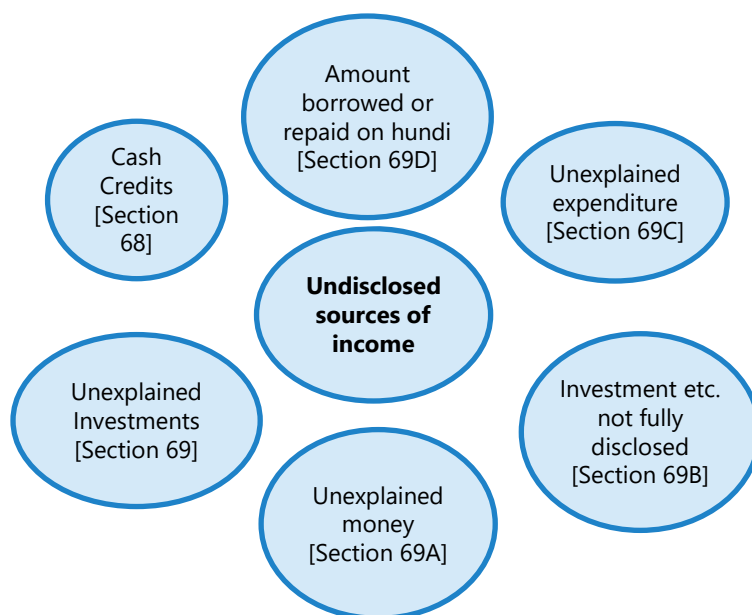 Amount
borrowed or
repaid on hundi
[Section 69D]
Cash
Credits
[Section
68]
Unexplained
expenditure
[Section 69C]
Undisclosed
sources of
income
Unexplained
Investments
[Section 69]
Investment etc.
not fully
disclosed
[Section 69B]
Unexplained
money
[Section 69A]